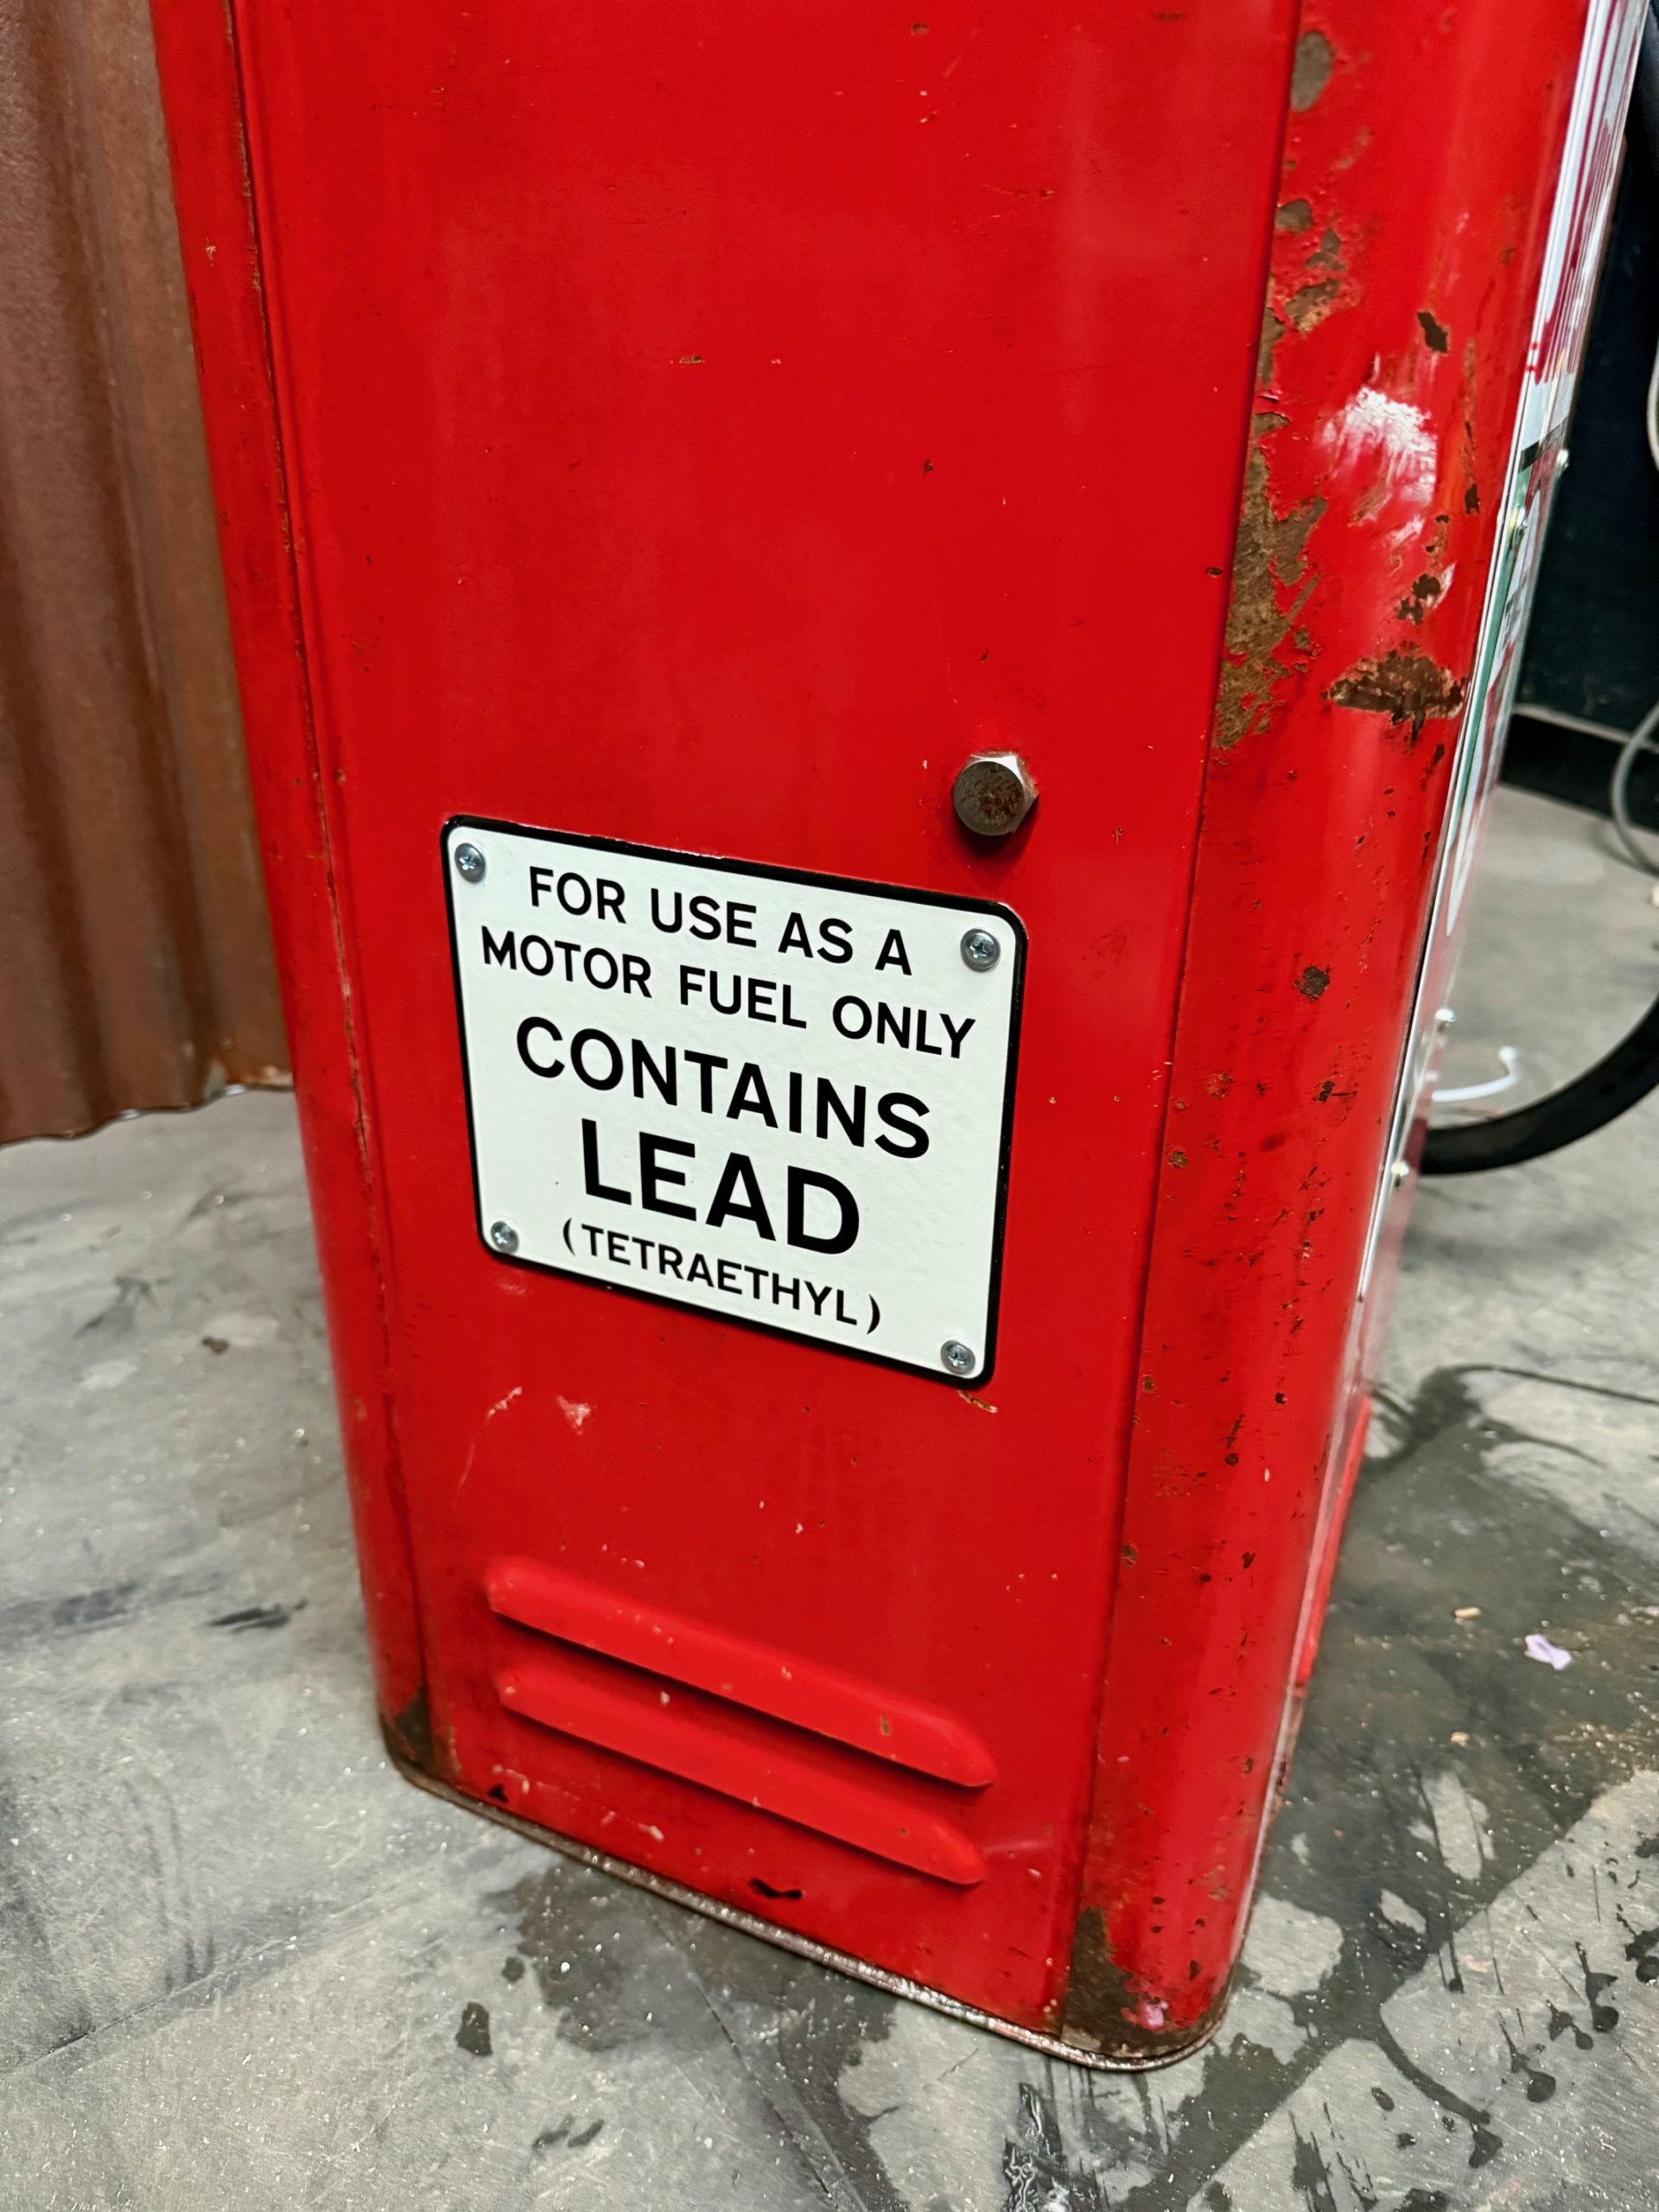 FOR USE AS A
MOTOR FUEL ONLY
CONTAINS
LEAD
(TETRAETHYL)